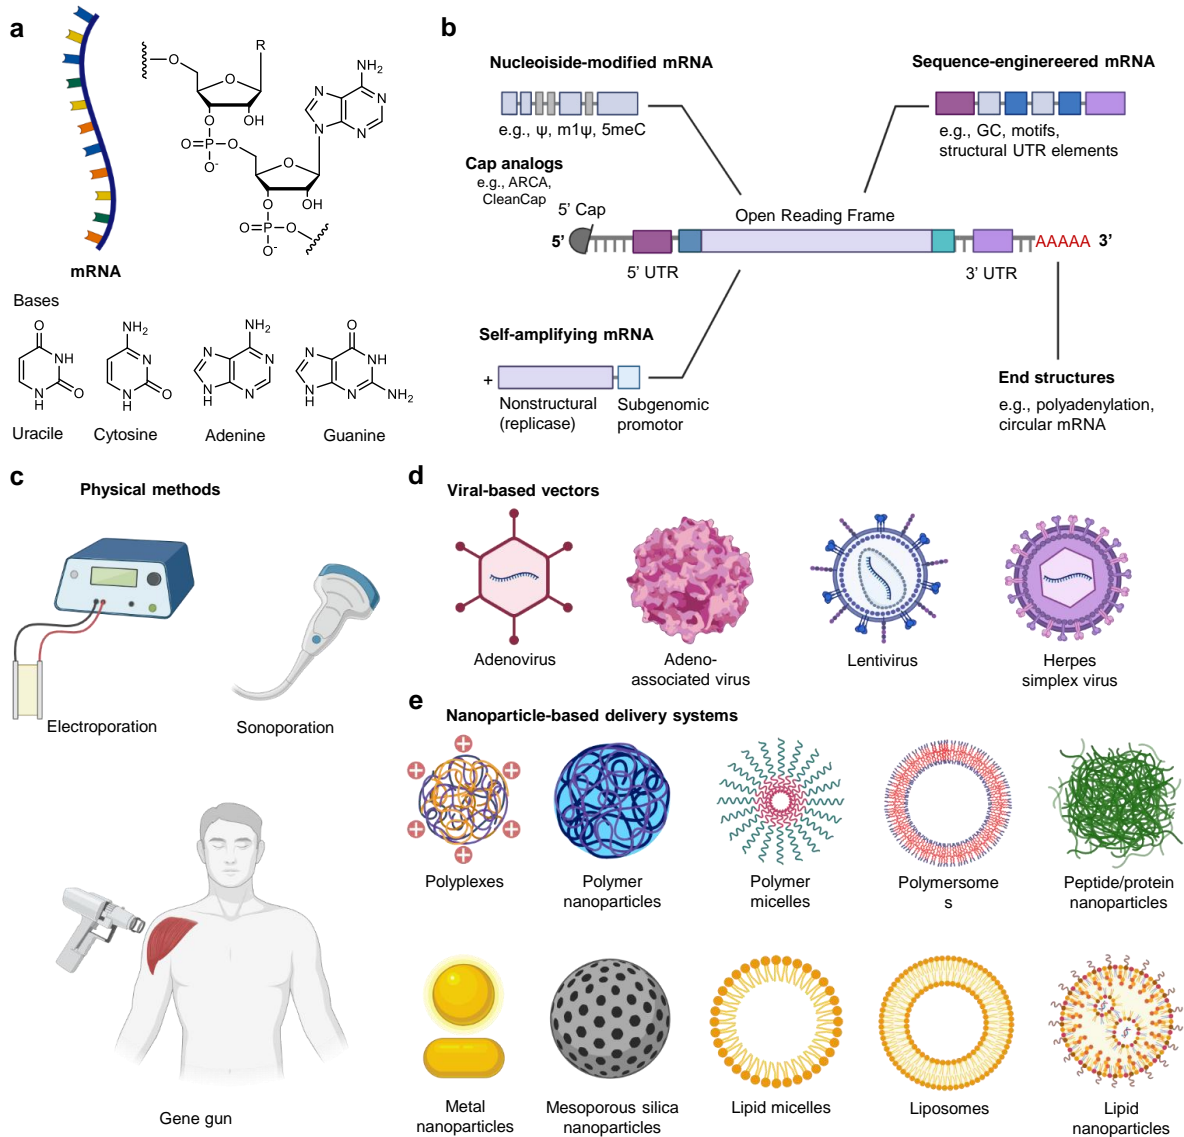 a
R
O
O
OH
O
O
P
O
O-
NH2
N
N
N
N
O
OH
O
O
P
O
O-
mRNA
Bases
O
NH
N
H
O
Uracile
NH2
N
N
H
O
Cytosine
NH2
N
N
N
H
N
Adenine
O
N
NH
N
H
N
NH2
Guanine
b
Nucleoiside-modified mRNA
e.g., ψ, m1ψ, 5meC
Sequence-enginereered mRNA
e.g., GC, motifs,
structural UTR elements
Cap analogs
e.g., ARCA,
CleanCap
5' Cap
Open Reading Frame
5'
AAAAA 3'
5' UTR
3' UTR
Self-amplifying mRNA
+
Nonstructural
(replicase)
Subgenomic
promotor
End structures
e.g., polyadenylation,
circular mRNA
c
Physical methods
Electroporation
Sonoporation
Gene gun
d
Viral-based vectors
Adenovirus
Adeno-
associated virus
Lentivirus
Herpes
simplex virus
e
Nanoparticle-based delivery systems
Polyplexes
Polymer
nanoparticles
Polymer
micelles
Polymersome
s
Peptide/protein
nanoparticles
Metal
nanoparticles
Mesoporous silica
nanoparticles
Lipid micelles
Liposomes
Lipid
nanoparticles